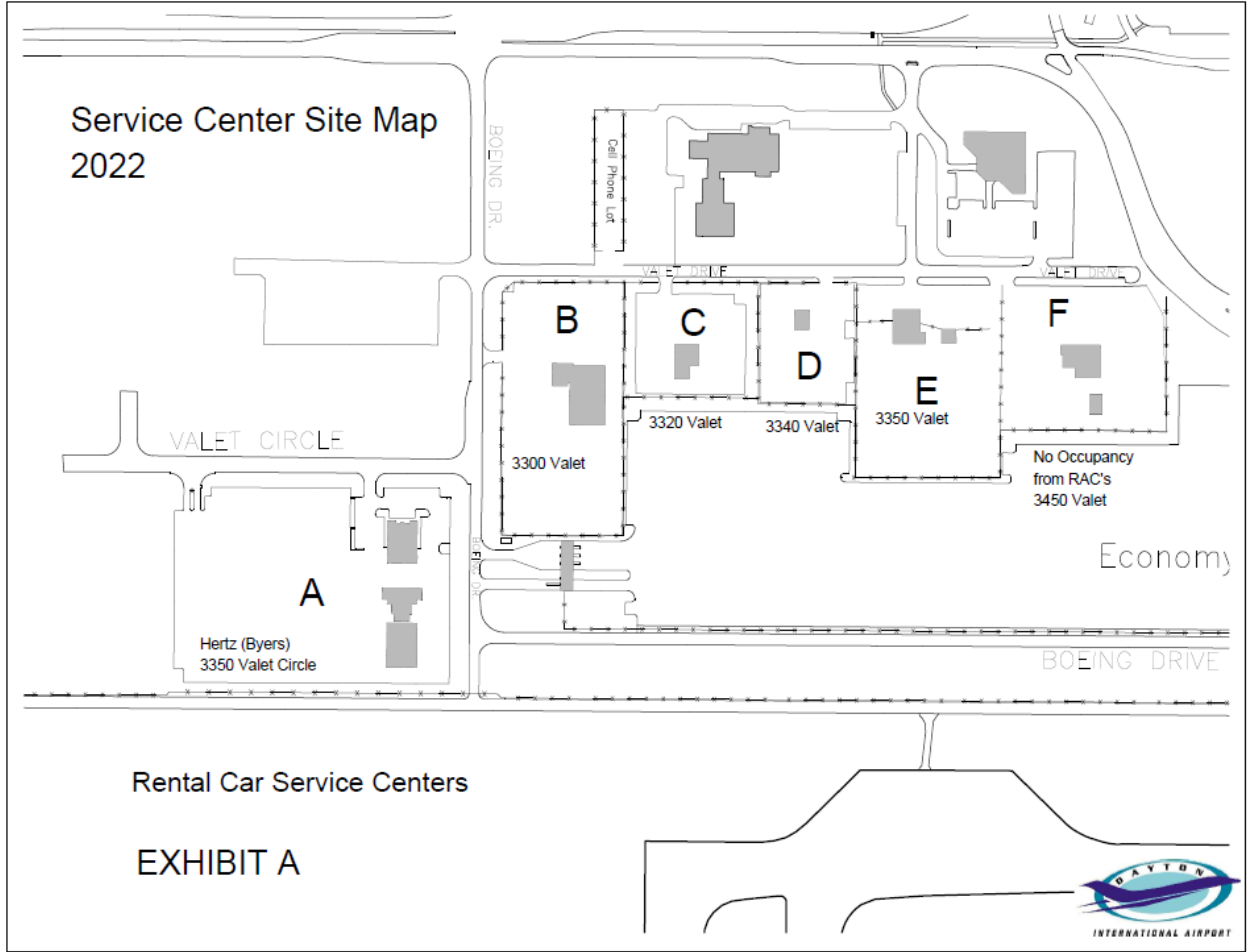 Service Center Site Map
2022
BOEING DR.
Cell Phone Lot
VALET DRIVE
VALET DRIVE
B
C
D
E
F
3320 Valet
3340 Valet
3350 Valet
3300 Valet
No Occupancy
from RAC's
3450 Valet
VALET CIRCLE
BOEING DR
Economy
A
Hertz (Byers)
3350 Valet Circle
BOEING DRIVE
Rental Car Service Centers
EXHIBIT A
DAYTON
INTERNATIONAL AIRPORT